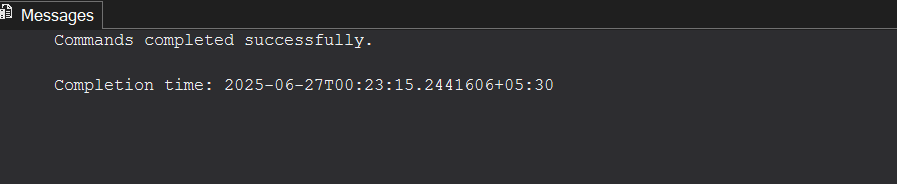 Messages
Commands completed successfully.
Completion time: 2025-06-27T00:23:15.2441606+05:30